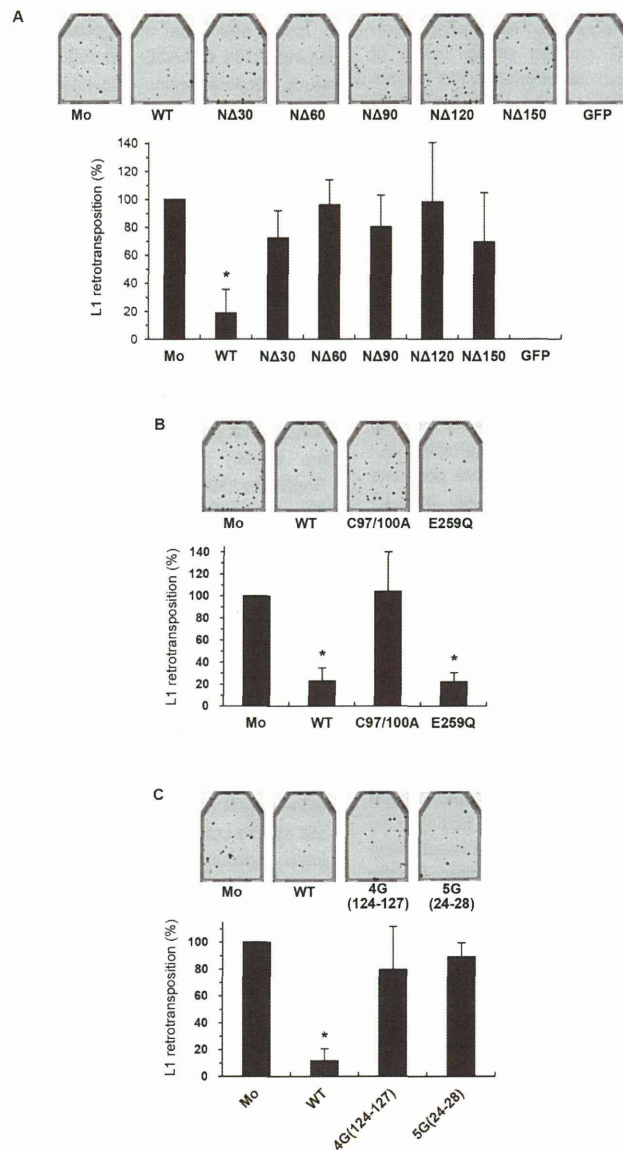 A
Mo WT NΔ30 NΔ60 NΔ90 NΔ120 NΔ150 GFP
L1 retrotransposition (%)
140
120
100
80
60
40
20
0
*
Mo WT NΔ30 NΔ60 NΔ90 NΔ120 NΔ150 GFP
B
Mo WT C97/100A E259Q
L1 retrotransposition (%)
140
120
100
80
60
40
20
0
* *
Mo WT C97/100A E259Q
C
Mo WT 4G 5G
(124-127) (24-28)
L1 retrotransposition (%)
100
80
60
40
20
0
*
Mo WT 4G(124-127) 5G(24-28)